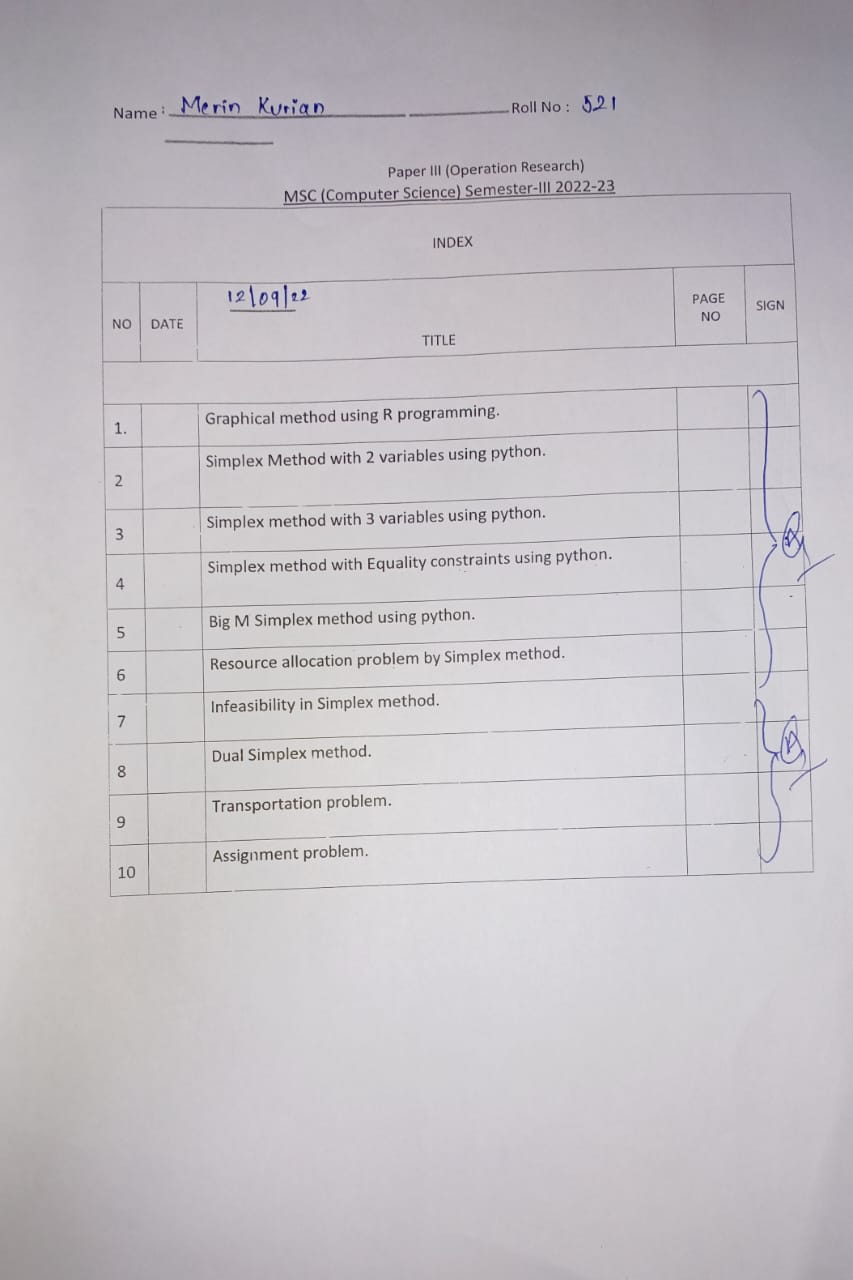 Name : Merin Kurian Roll No : 521
Paper III (Operation Research)
MSC (Computer Science) Semester-III 2022-23
INDEX
12/09/22
NO DATE TITLE PAGE NO SIGN
1. Graphical method using R programming.
2 Simplex Method with 2 variables using python.
3 Simplex method with 3 variables using python.
4 Simplex method with Equality constraints using python.
5 Big M Simplex method using python.
6 Resource allocation problem by Simplex method.
7 Infeasibility in Simplex method.
8 Dual Simplex method.
9 Transportation problem.
10 Assignment problem.